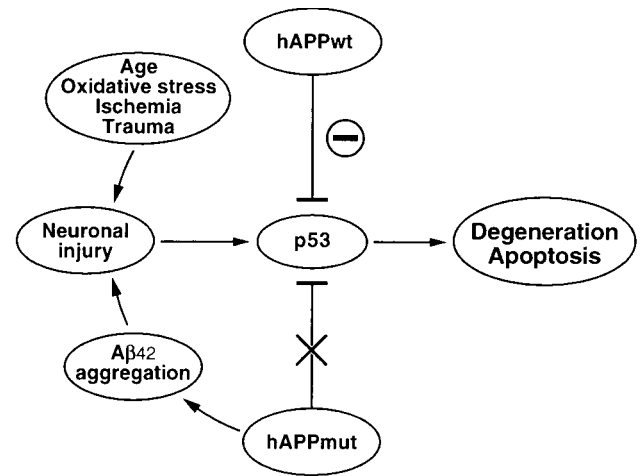 hAPPwt
Age
Oxidative stress
Ischemia
Trauma
Neuronal
injury
p53
Degeneration
Apoptosis
Aβ42
aggregation
hAPPmut